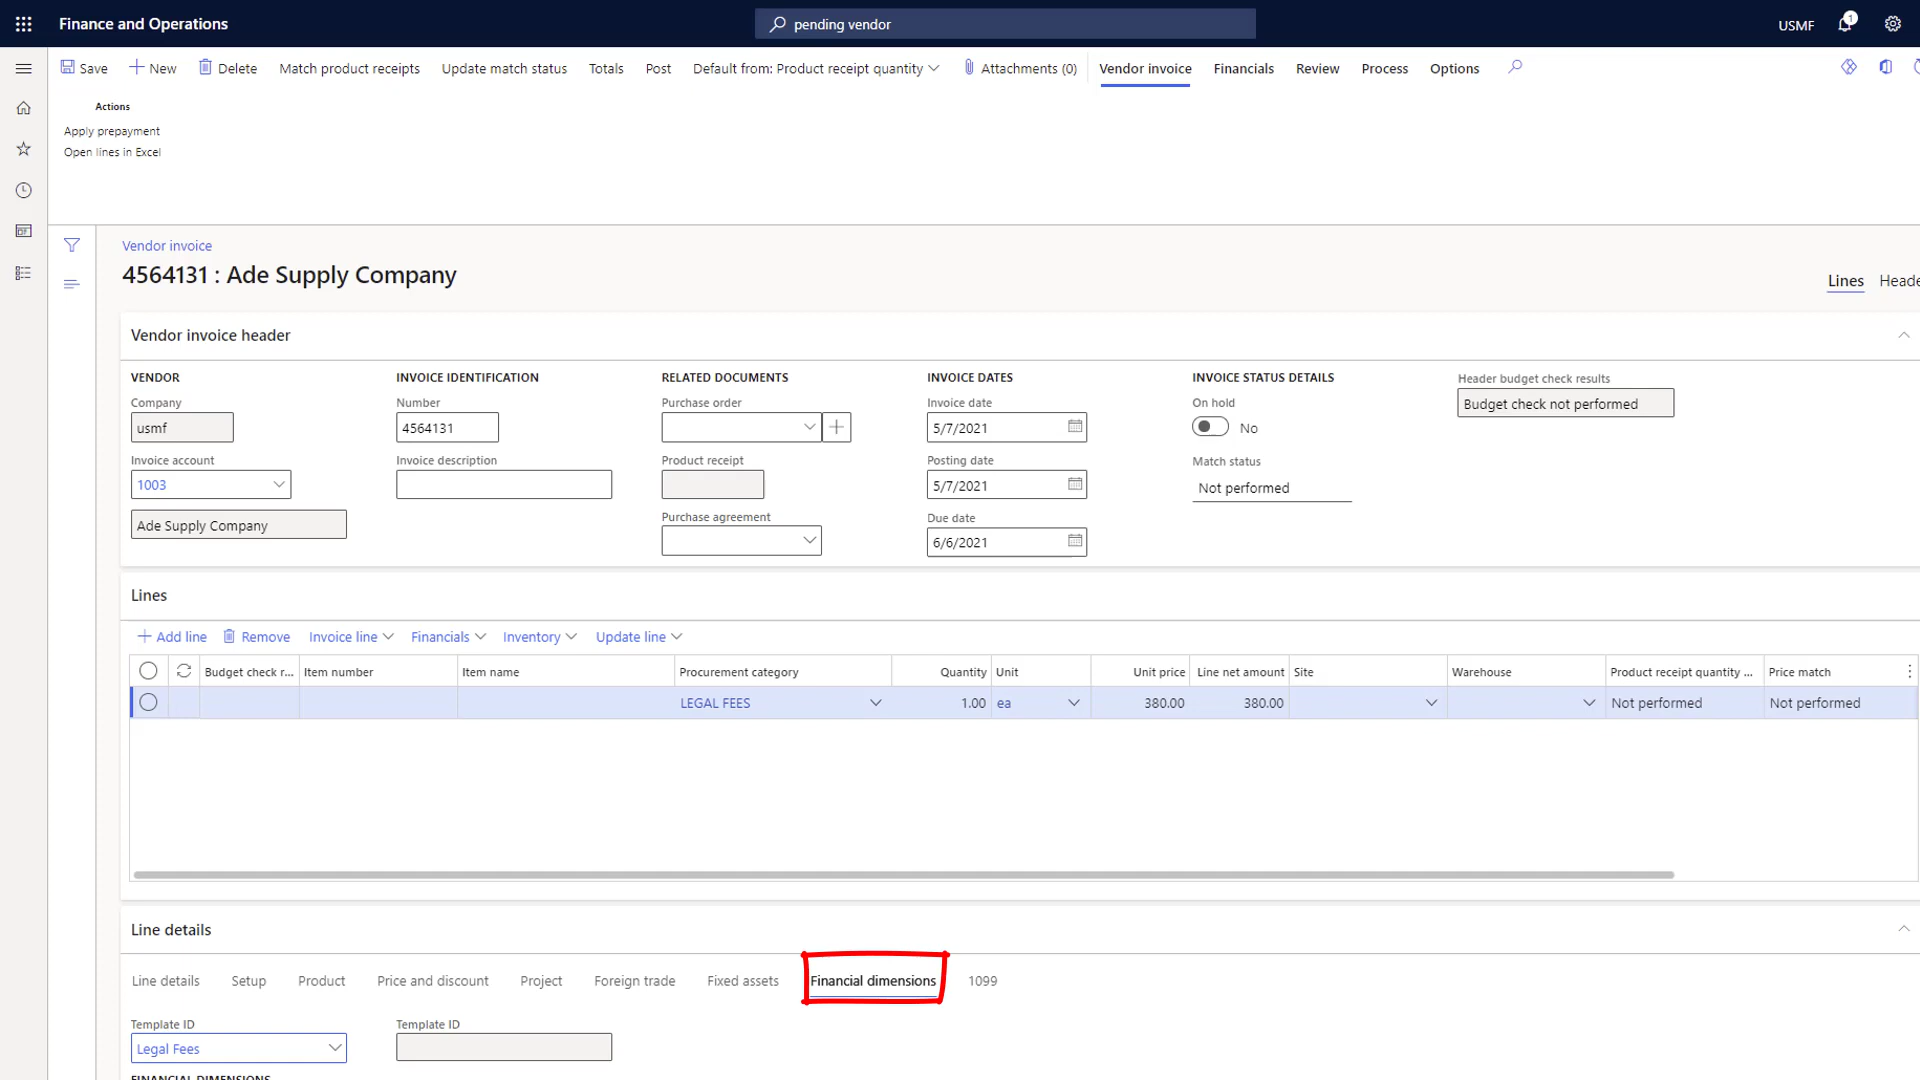 Finance and Operations
pending vendor
USMF
1
Save
New
Delete
Match product receipts
Update match status
Totals
Post
Default from: Product receipt quantity
Attachments (0)
Vendor invoice
Financials
Review
Process
Options
Actions
Apply prepayment
Open lines in Excel
Vendor invoice
4564131 : Ade Supply Company
Lines
Heade
Vendor invoice header
VENDOR
Company
usmf
Invoice account
1003
Ade Supply Company
INVOICE IDENTIFICATION
Number
4564131
Invoice description
RELATED DOCUMENTS
Purchase order
Product receipt
Purchase agreement
INVOICE DATES
Invoice date
5/7/2021
Posting date
5/7/2021
Due date
6/6/2021
INVOICE STATUS DETAILS
On hold
No
Match status
Not performed
Header budget check results
Budget check not performed
Lines
Add line
Remove
Invoice line
Financials
Inventory
Update line
Budget check r... Item number Item name Procurement category Quantity Unit Unit price Line net amount Site Warehouse Product receipt quantity ... Price match
LEGAL FEES 1.00 ea 380.00 380.00 Not performed Not performed
Line details
Line details
Setup
Product
Price and discount
Project
Foreign trade
Fixed assets
Financial dimensions
1099
Template ID
Legal Fees
Template ID
FINANCIAL DIMENSIONS